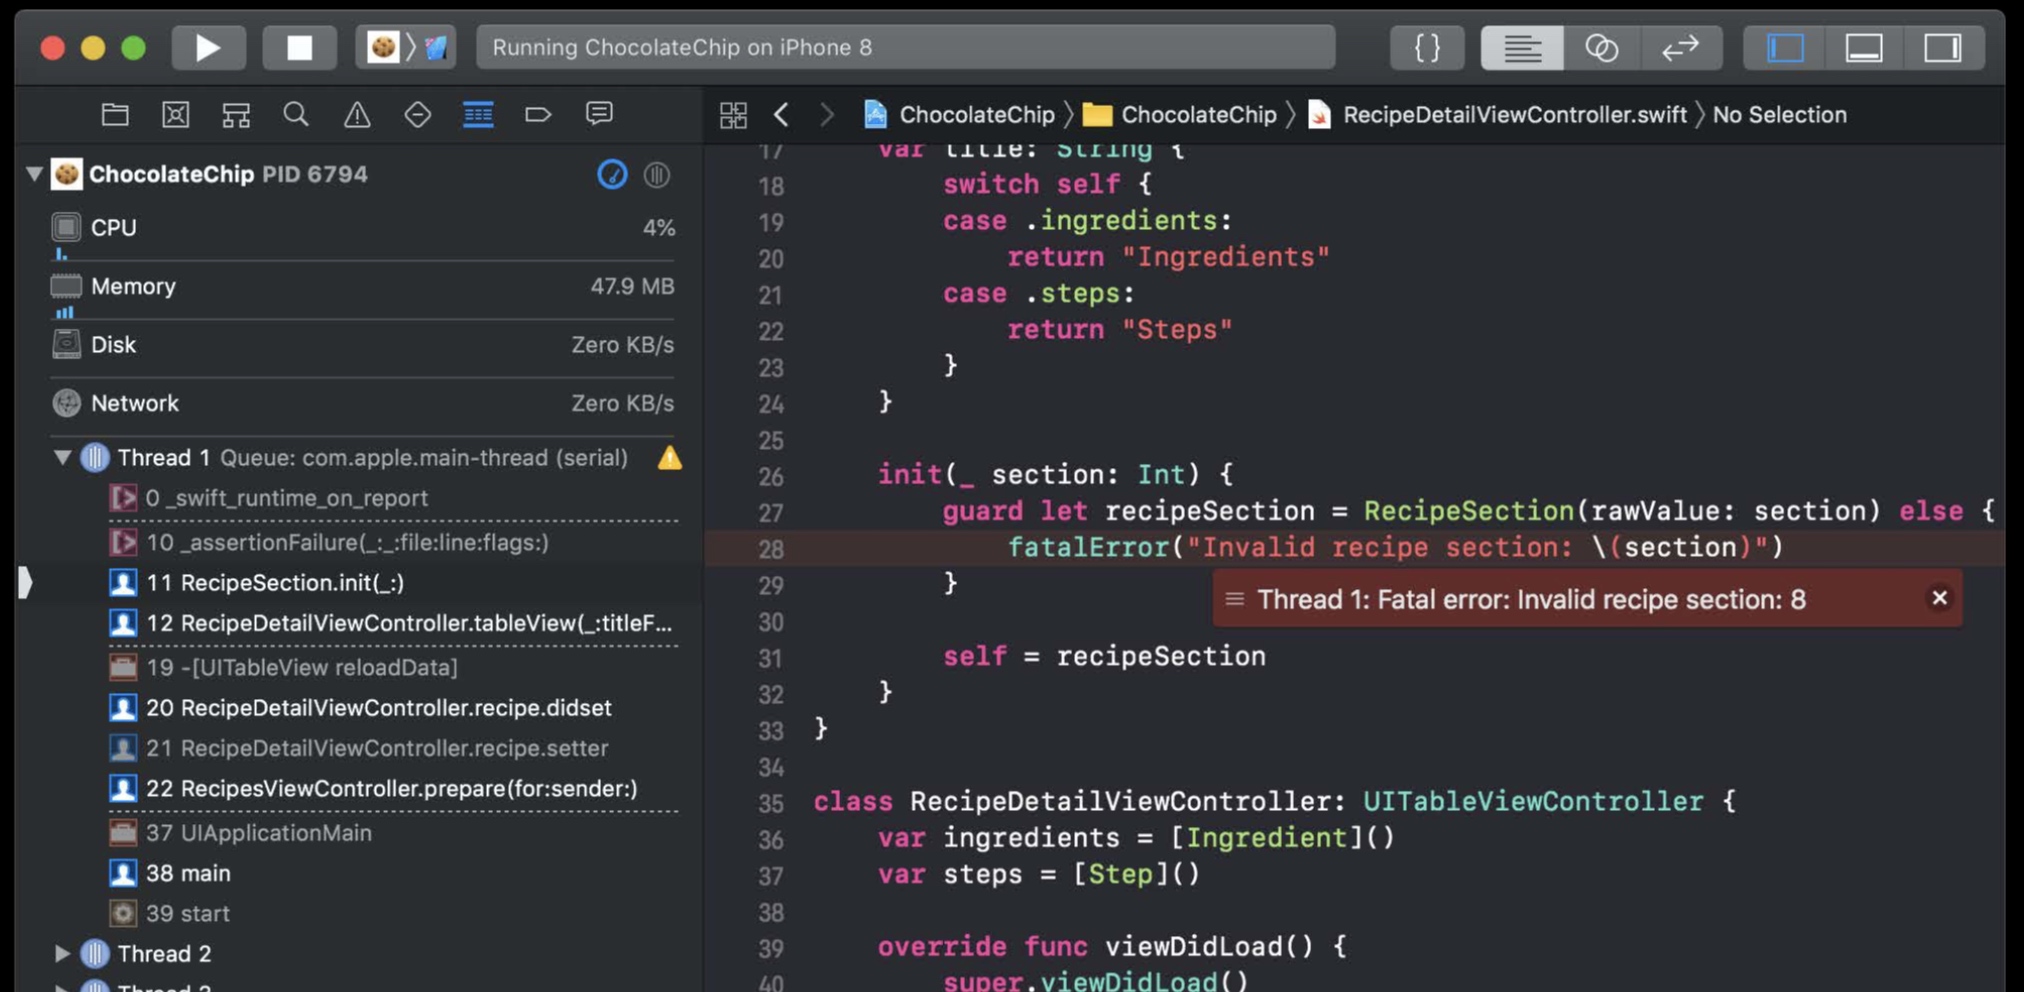 Running ChocolateChip on iPhone 8
ChocolateChip PID 6794
CPU 4%
Memory 47.9 MB
Disk Zero KB/s
Network Zero KB/s
Thread 1 Queue: com.apple.main-thread (serial)
0 _swift_runtime_on_report
10 _assertionFailure(_:_:file:line:flags:)
11 RecipeSection.init(_:)
12 RecipeDetailViewController.tableView(_:titleF...
19 -[UITableView reloadData]
20 RecipeDetailViewController.recipe.didset
21 RecipeDetailViewController.recipe.setter
22 RecipesViewController.prepare(for:sender:)
37 UIApplicationMain
38 main
39 start
Thread 2
Thread 3
ChocolateChip ChocolateChip RecipeDetailViewController.swift No Selection
17 var title: String {
18 switch self {
19 case .ingredients:
20 return "Ingredients"
21 case .steps:
22 return "Steps"
23 }
24 }
25
26 init(_ section: Int) {
27 guard let recipeSection = RecipeSection(rawValue: section) else {
28 fatalError("Invalid recipe section: \(section)")
29 }
Thread 1: Fatal error: Invalid recipe section: 8
30
31 self = recipeSection
32 }
33 }
34
35 class RecipeDetailViewController: UITableViewController {
36 var ingredients = [Ingredient]()
37 var steps = [Step]()
38
39 override func viewDidLoad() {
40 super.viewDidLoad()